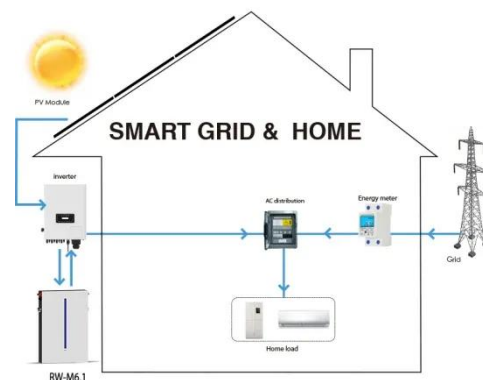 PV Module
SMART GRID & HOME
inverter
AC distribution
Energy meter
Grid
Home load
RW-M6.1